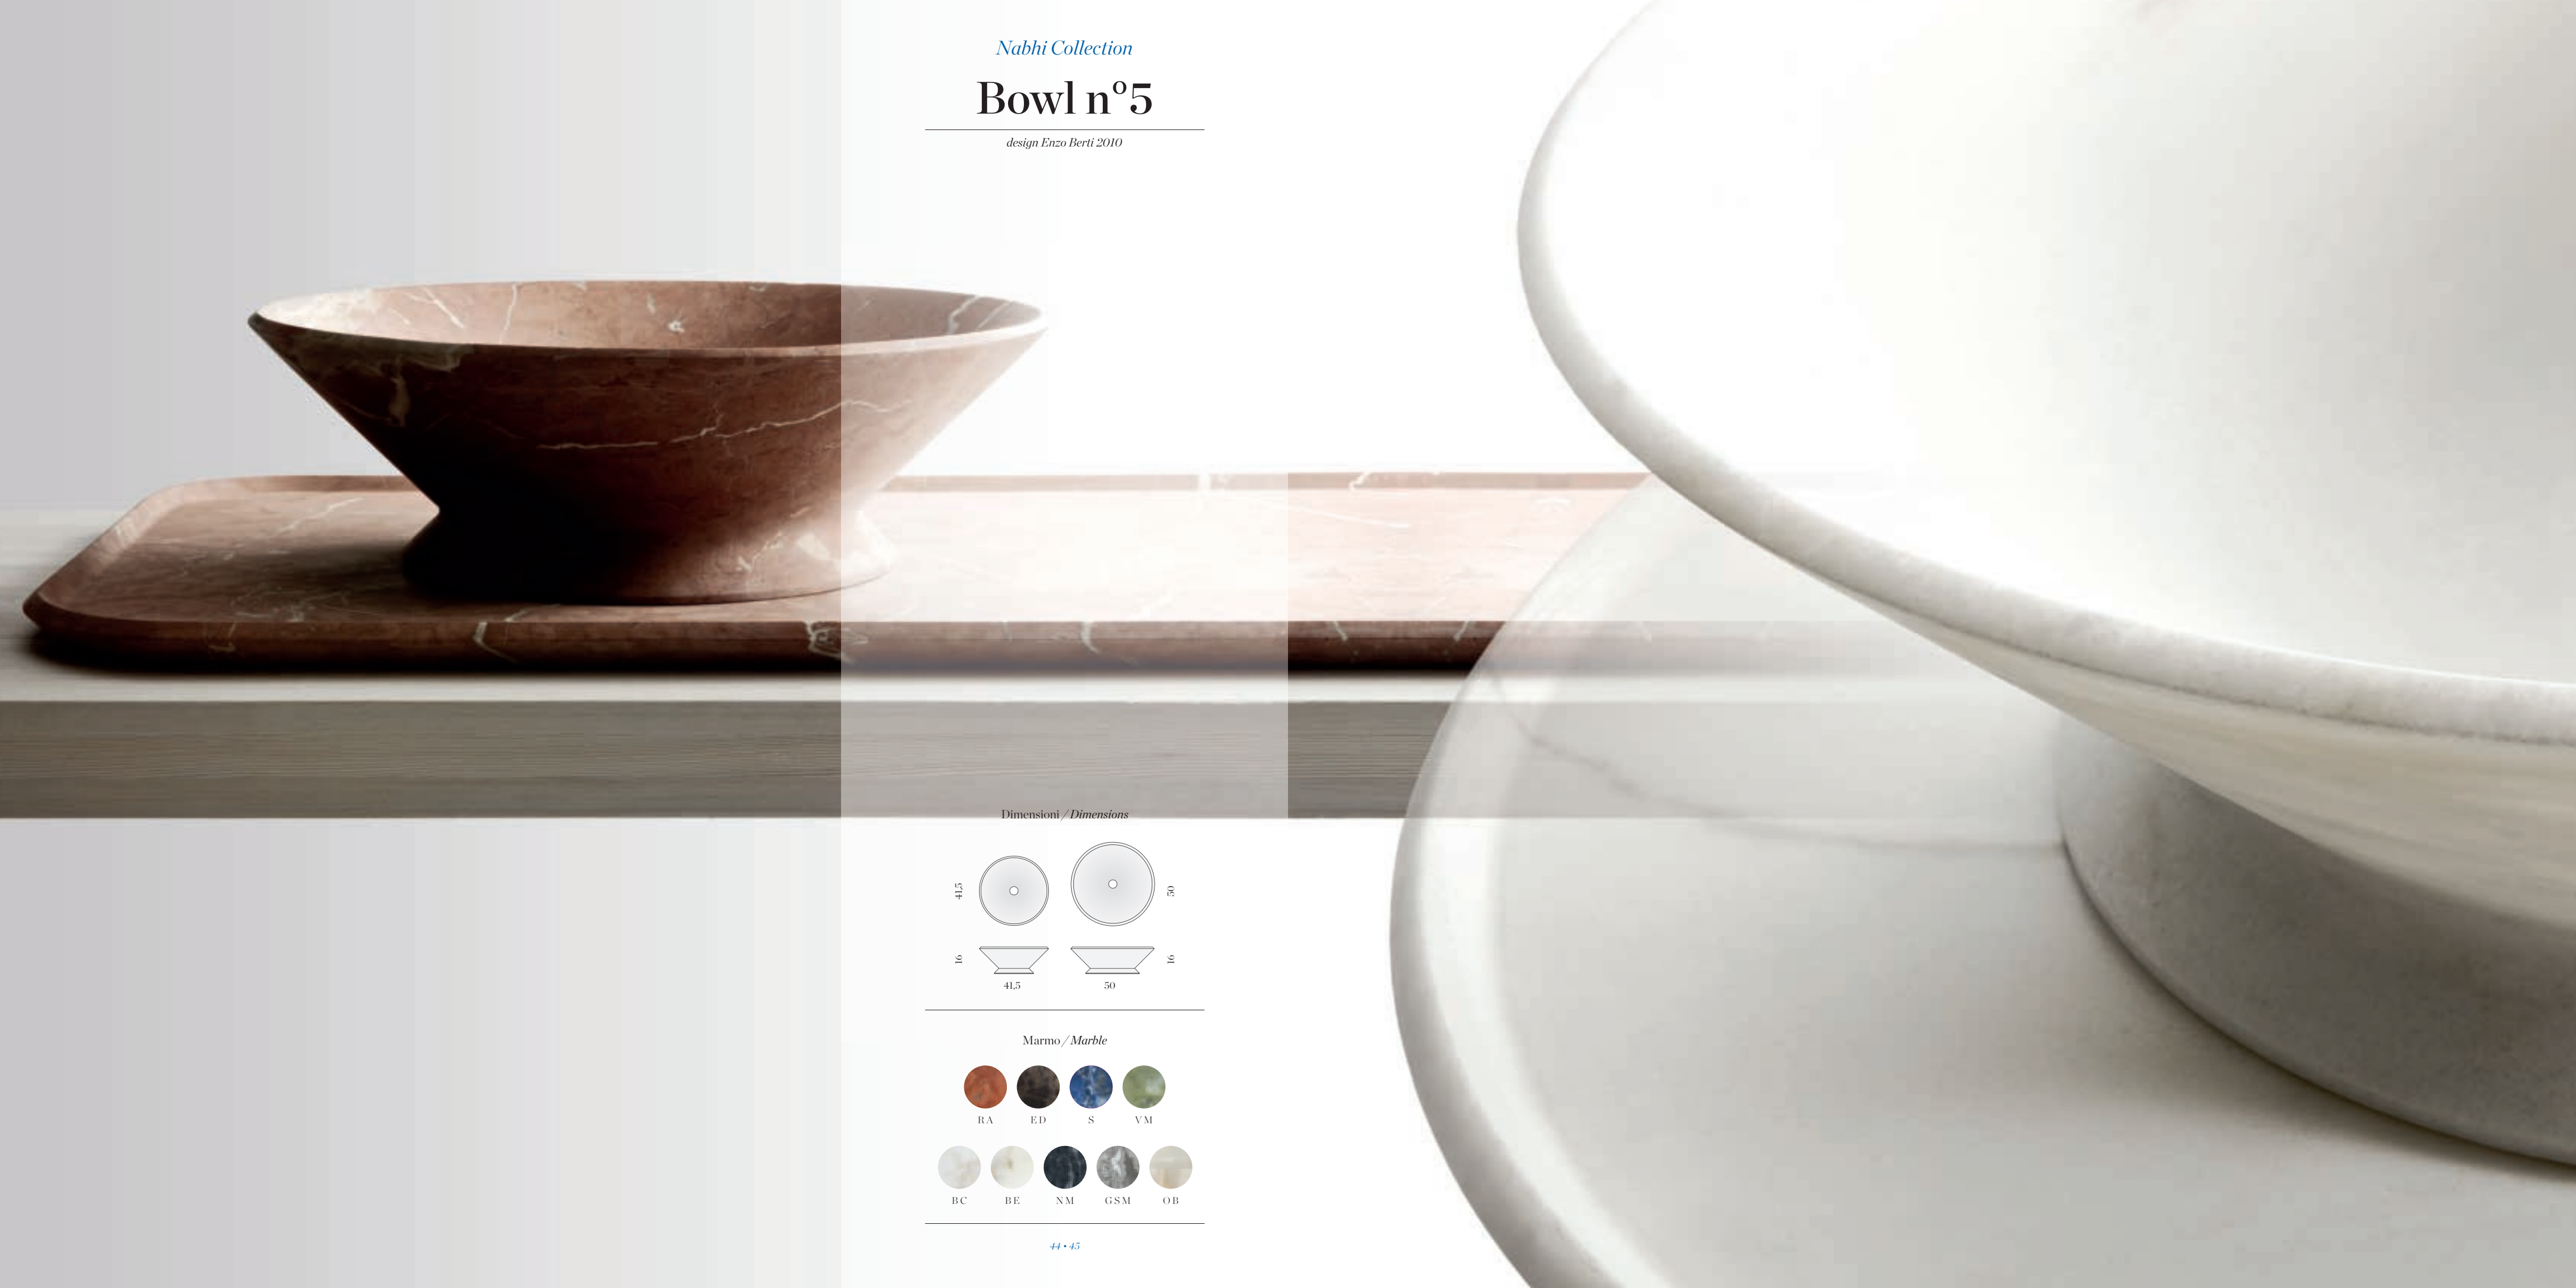 Nabhi Collection
Bowl nº5
design Enzo Berti 2010
Dimensioni / Dimensions
41,5
50
16
16
41,5
50
Marmo / Marble
RA
ED
S
VM
BC
BE
NM
GSM
OB
44 • 45